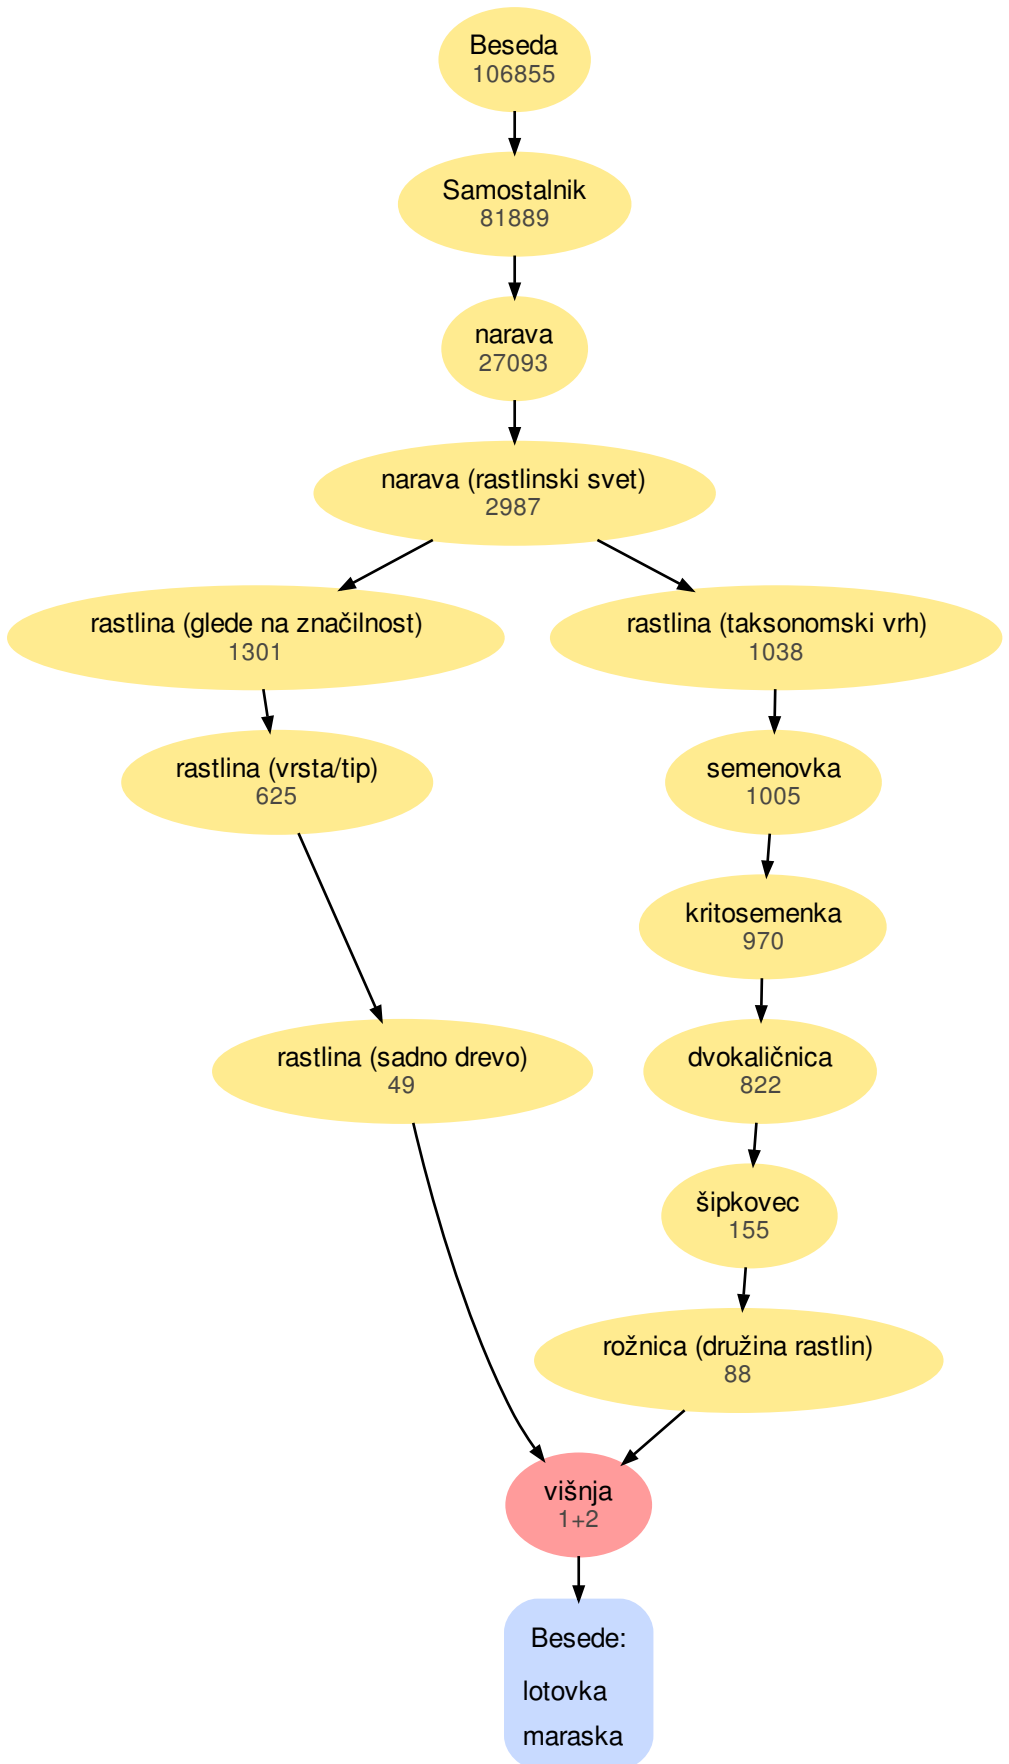 Beseda
106855
Samostalnik
81889
narava
27093
narava (rastlinski svet)
2987
rastlina (glede na značilnost)
1301
rastlina (taksonomski vrh)
1038
rastlina (vrsta/tip)
625
semenovka
1005
kritosemenka
970
rastlina (sadno drevo)
49
dvokaličnica
822
šipkovec
155
rožnica (družina rastlin)
88
višnja
1+2
Besede:
lotovka
maraska